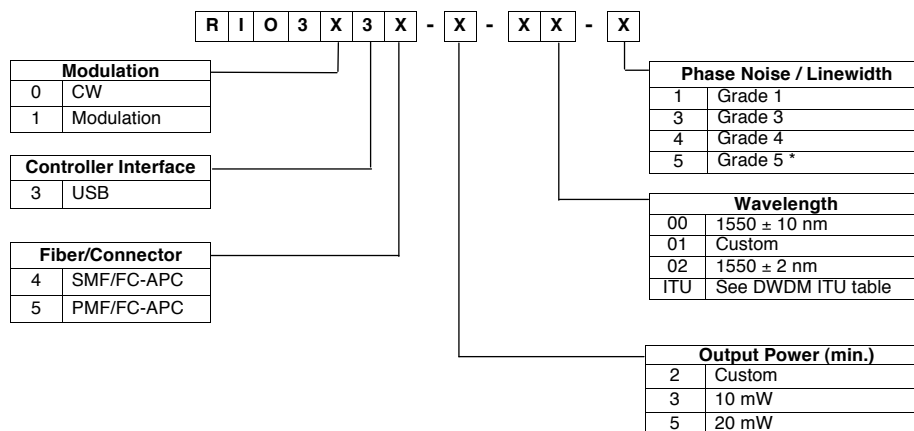 R I O 3 X 3 X - X - X X - X
Modulation
0 CW
1 Modulation
Controller Interface
3 USB
Fiber/Connector
4 SMF/FC-APC
5 PMF/FC-APC
Phase Noise / Linewidth
1 Grade 1
3 Grade 3
4 Grade 4
5 Grade 5 *
Wavelength
00 1550 ± 10 nm
01 Custom
02 1550 ± 2 nm
ITU See DWDM ITU table
Output Power (min.)
2 Custom
3 10 mW
5 20 mW